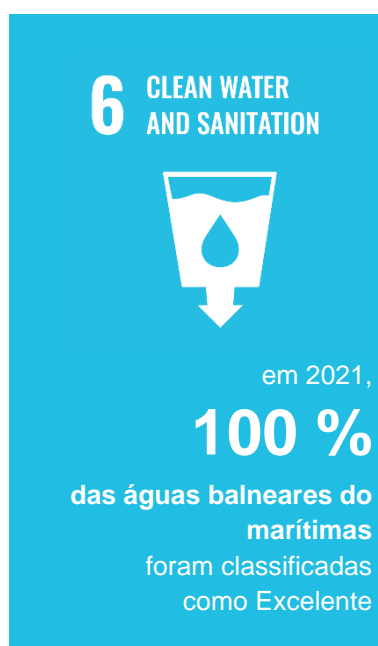 6 CLEAN WATER
AND SANITATION
em 2021,
100 %
das águas balneares do
marítimas
foram classificadas
como Excelente